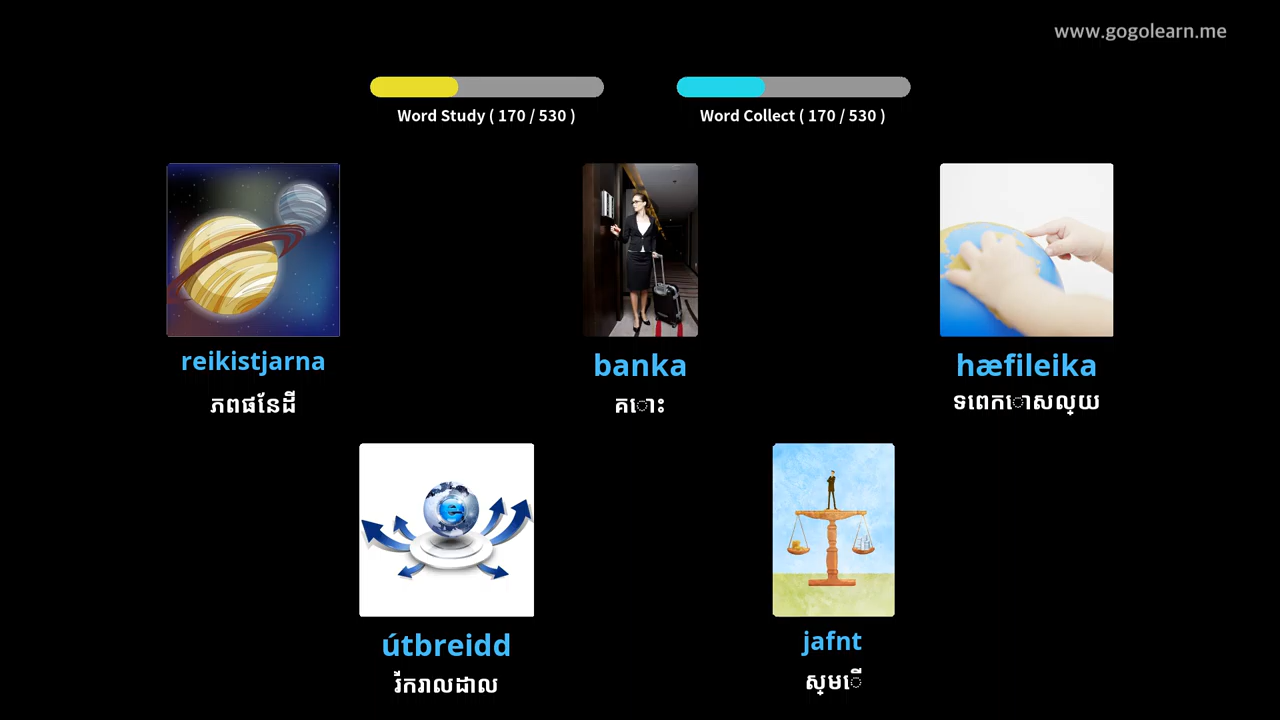 www.gogolearn.me
Word Study ( 170 / 530 )
Word Collect ( 170 / 530 )
reikistjarna
banka
hæfileika
ភពផែនដី
គោះ
ទេពកោសល្យ
útbreidd
jafnt
រីករាលដាល
ស្មើ